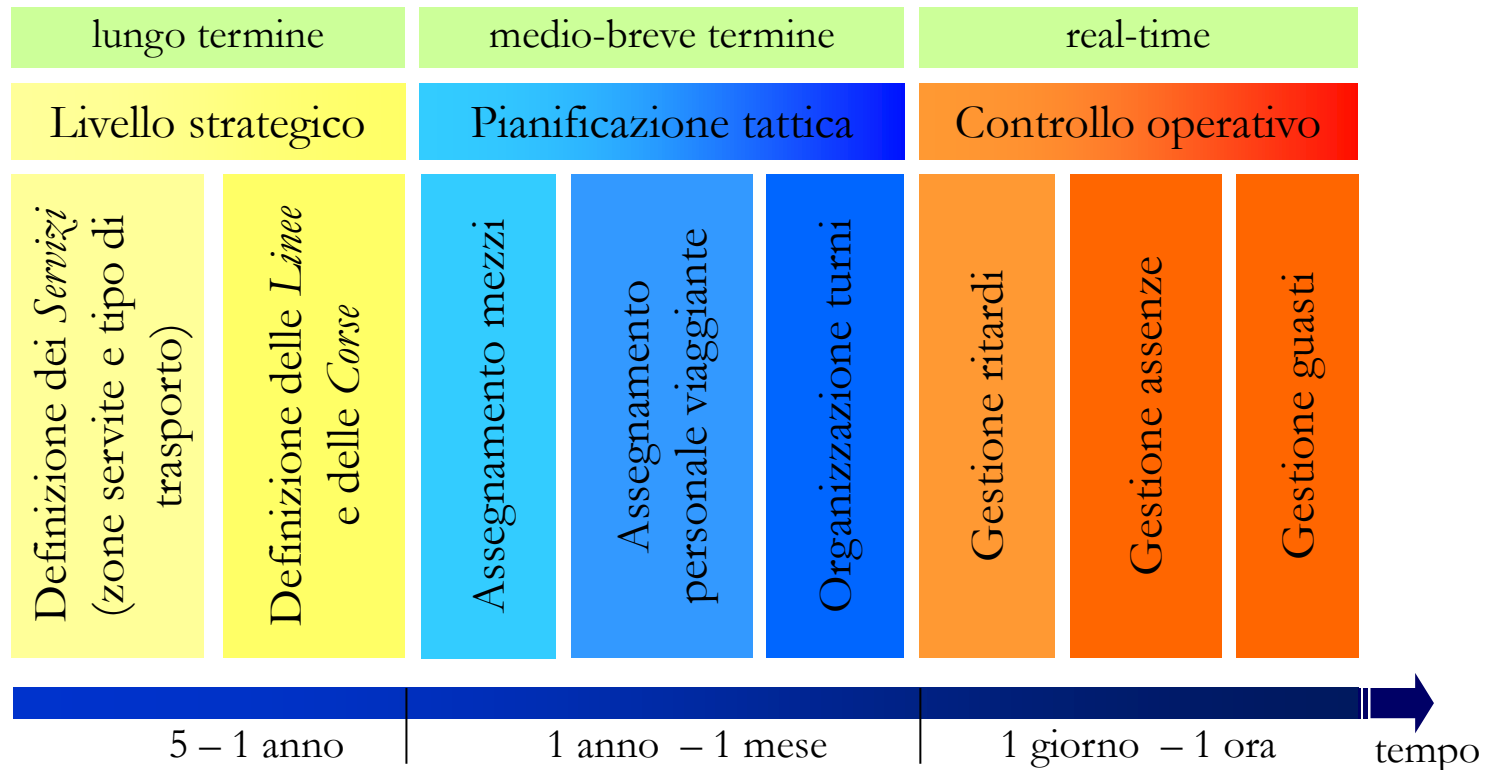 lungo termine
medio-breve termine
real-time
Livello strategico
Pianificazione tattica
Controllo operativo
Definizione dei Servizi
(zone servite e tipo di
trasporto)
Definizione delle Linee
e delle Corse
Assegnamento mezzi
Assegnamento
personale viaggiante
Organizzazione turni
Gestione ritardi
Gestione assenze
Gestione guasti
5 – 1 anno
1 anno – 1 mese
1 giorno – 1 ora
tempo